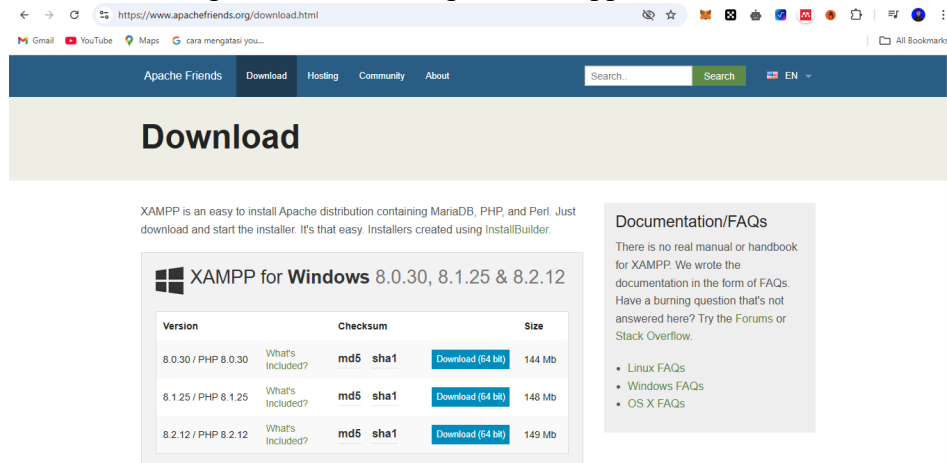 https://www.apachefriends.org/download.html
Gmail YouTube Maps cara mengatasi you... All Bookmarks
Apache Friends Download Hosting Community About Search.. Search EN
Download
XAMPP is an easy to install Apache distribution containing MariaDB, PHP, and Perl. Just
download and start the installer. It's that easy. Installers created using InstallBuilder.
XAMPP for Windows 8.0.30, 8.1.25 & 8.2.12
Version Checksum Size
8.0.30 / PHP 8.0.30 What's Included? md5 sha1 Download (64 bit) 144 Mb
8.1.25 / PHP 8.1.25 What's Included? md5 sha1 Download (64 bit) 148 Mb
8.2.12 / PHP 8.2.12 What's Included? md5 sha1 Download (64 bit) 149 Mb
Documentation/FAQs
There is no real manual or handbook
for XAMPP. We wrote the
documentation in the form of FAQs.
Have a burning question that's not
answered here? Try the Forums or
Stack Overflow.
Linux FAQs
Windows FAQs
OS X FAQs